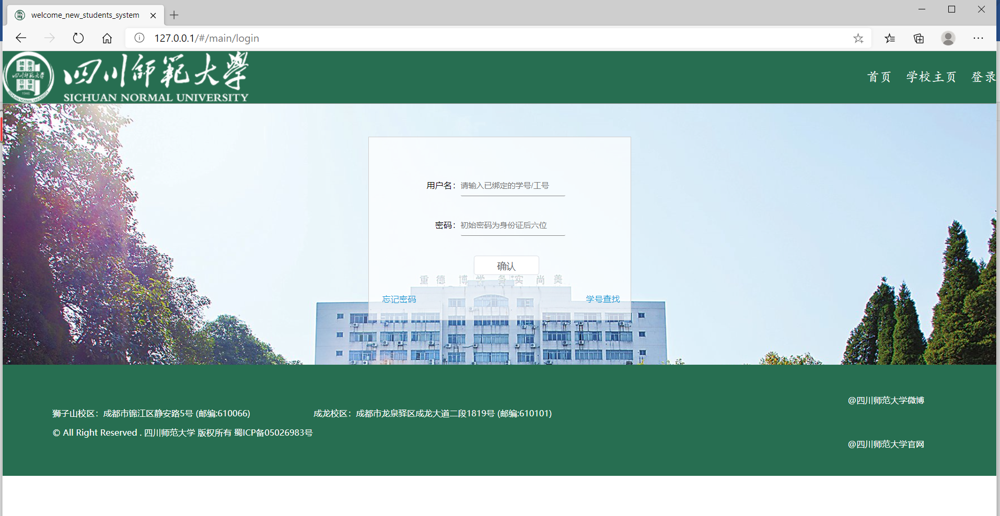 welcome_new_students_system
127.0.0.1/#/main/login
四川師範大學
SICHUAN NORMAL UNIVERSITY
1946
首页 学校主页 登录
用户名：请输入已绑定的学号/工号
密码：初始密码为身份证后六位
确认
重德 博学 务实 尚美
忘记密码 学号查找
@四川师范大学微博
狮子山校区：成都市锦江区静安路5号 (邮编:610066) 成龙校区：成都市龙泉驿区成龙大道二段1819号 (邮编:610101)
© All Right Reserved . 四川师范大学 版权所有 蜀ICP备05026983号
@四川师范大学官网